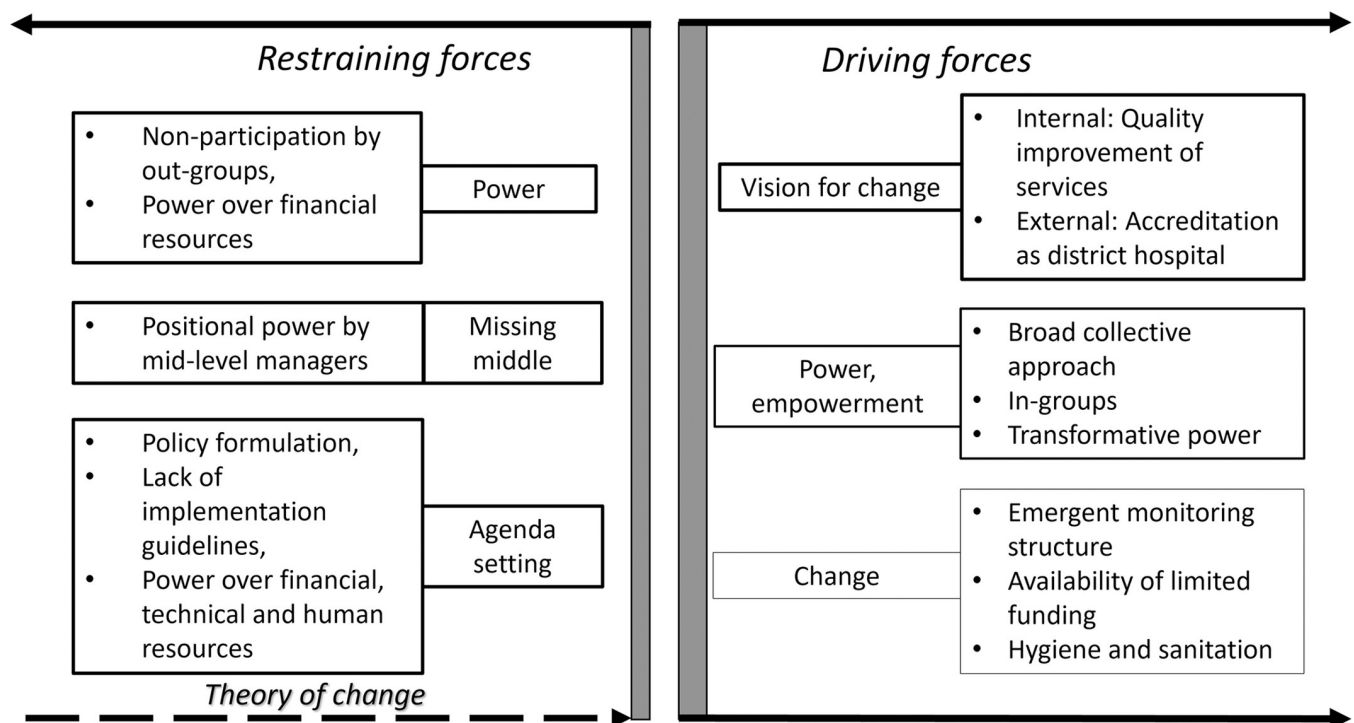 Restraining forces
• Non-participation by
out-groups,
• Power over financial
resources
Power
• Positional power by
mid-level managers
Missing
middle
• Policy formulation,
• Lack of
implementation
guidelines,
• Power over financial,
technical and human
resources
Agenda
setting
Theory of change
Driving forces
Vision for change
• Internal: Quality
improvement of
services
• External: Accreditation
as district hospital
Power,
empowerment
• Broad collective
approach
• In-groups
• Transformative power
Change
• Emergent monitoring
structure
• Availability of limited
funding
• Hygiene and sanitation